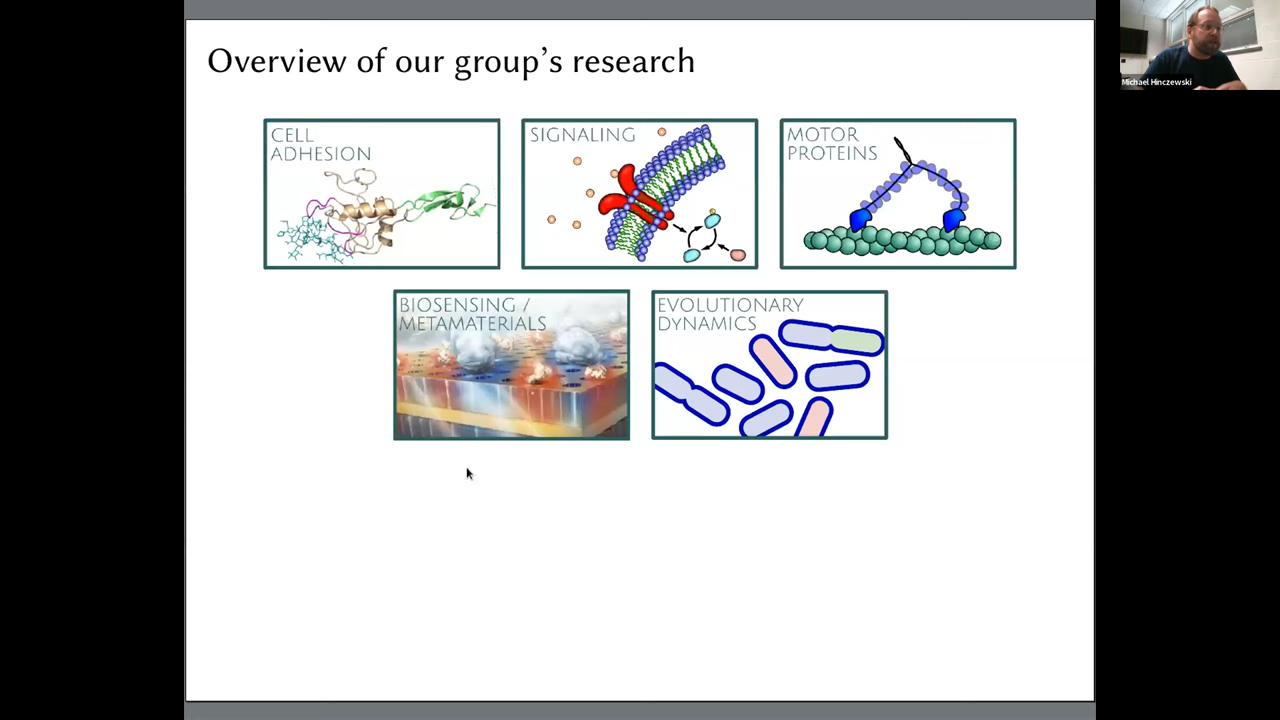 Overview of our group's research
Michael Hinczewski
CELL
ADHESION
SIGNALING
MOTOR
PROTEINS
BIOSENSING /
METAMATERIALS
EVOLUTIONARY
DYNAMICS